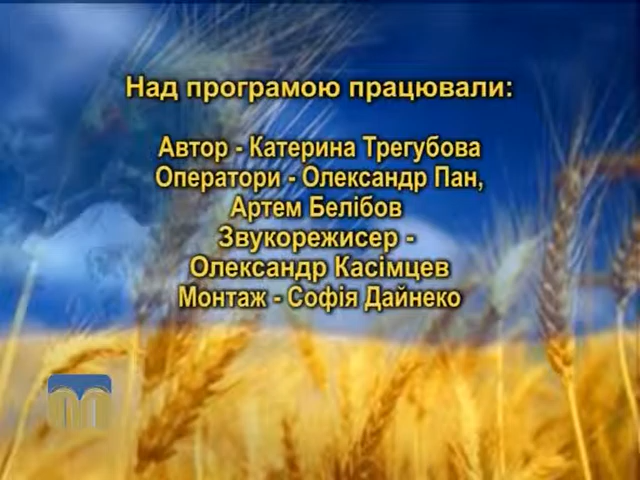 Над програмою працювали:
Автор - Катерина Трегубова
Оператори - Олександр Пан,
Артем Белібов
Звукорежисер -
Олександр Касімцев
Монтаж - Софія Дайнеко